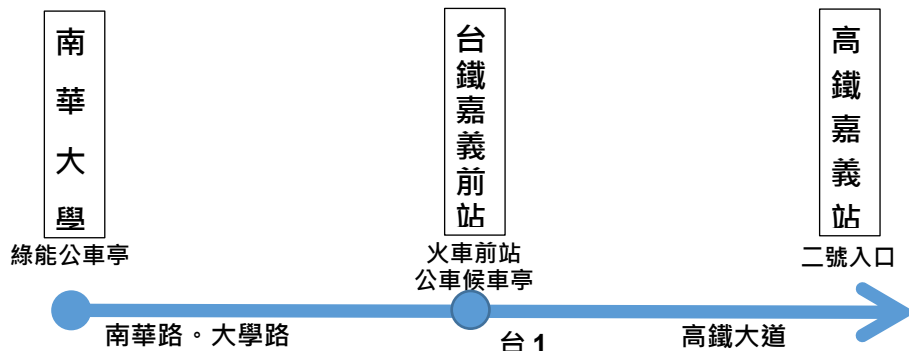 南華大學
台鐵嘉義前站
高鐵嘉義站
綠能公車亭
火車前站
公車候車亭
二號入口
南華路。大學路
台 1
高鐵大道